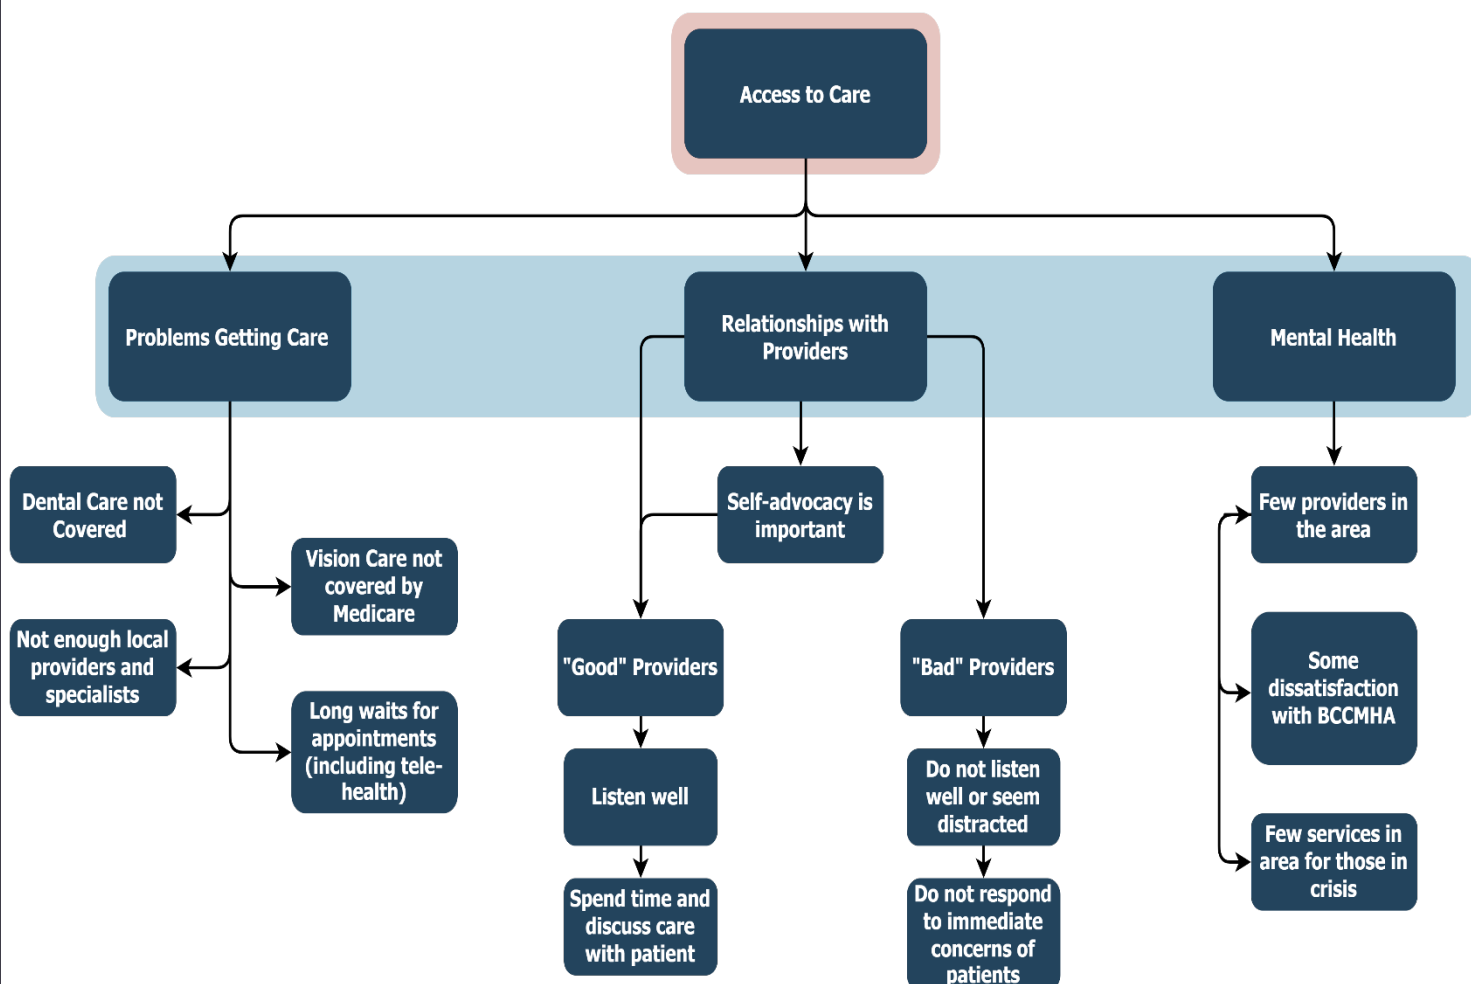 Access to Care
Problems Getting Care
Relationships with
Providers
Mental Health
Dental Care not
Covered
Vision Care not
covered by
Medicare
Not enough local
providers and
specialists
Long waits for
appointments
(including tele-
health)
Self-advocacy is
important
"Good" Providers
Listen well
Spend time and
discuss care
with patient
"Bad" Providers
Do not listen
well or seem
distracted
Do not respond
to immediate
concerns of
patients
Few providers in
the area
Some
dissatisfaction
with BCCMHA
Few services in
area for those in
crisis